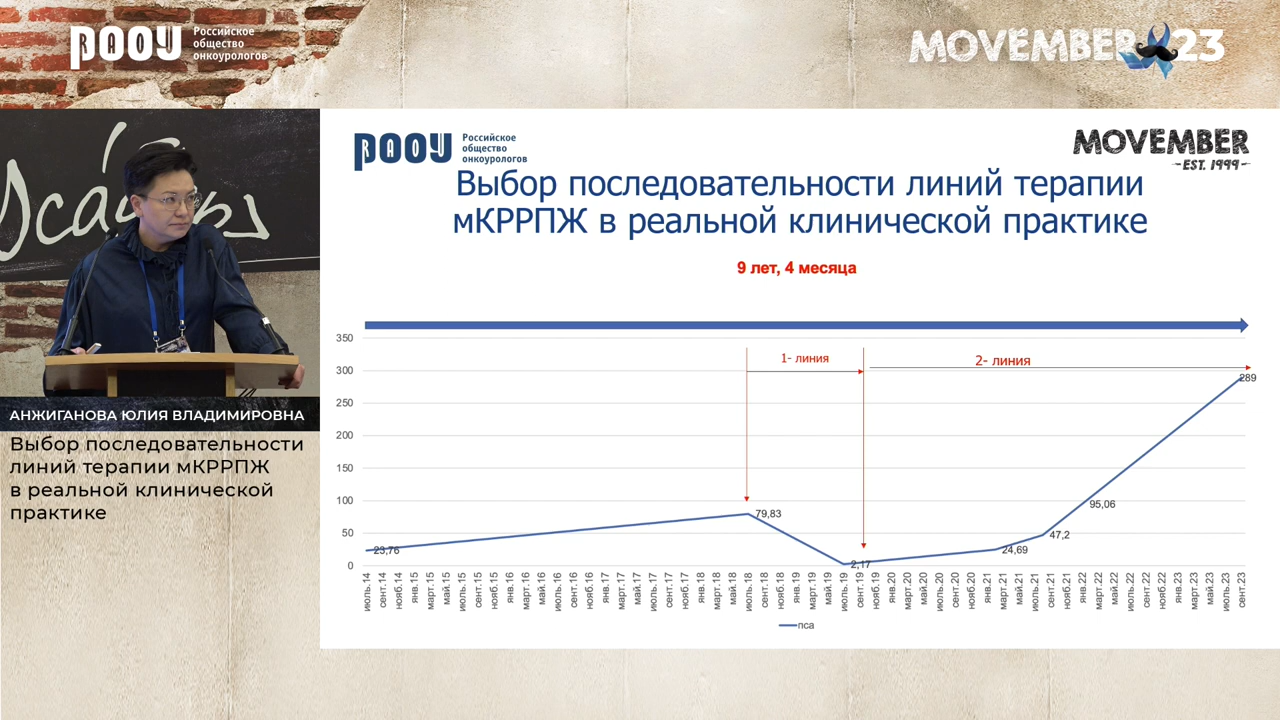 РООУ
Российское
общество
онкоурологов
MOVEMBER 23
АНЖИГАНОВА ЮЛИЯ ВЛАДИМИРОВНА
Выбор последовательности
линий терапии мКРРПЖ
в реальной клинической
практике
РООУ
Российское
общество
онкоурологов
MOVEMBER
-EST. 1999-
Выбор последовательности линий терапии
мКРРПЖ в реальной клинической практике
9 лет, 4 месяца
1- линия
2- линия
350
300
250
200
150
100
50
0
23,76
79,83
2,17
24,69
47,2
95,06
289
июль.14
сент.14
нояб.14
янв.15
март.15
май.15
июль.15
сент.15
нояб.15
янв.16
март.16
май.16
июль.16
сент.16
нояб.16
янв.17
март.17
май.17
июль.17
сент.17
нояб.17
янв.18
март.18
май.18
июль.18
сент.18
нояб.18
янв.19
март.19
май.19
июль.19
сент.19
нояб.19
янв.20
март.20
май.20
июль.20
сент.20
нояб.20
янв.21
март.21
май.21
июль.21
сент.21
нояб.21
янв.22
март.22
май.22
июль.22
сент.22
нояб.22
янв.23
март.23
май.23
июль.23
сент.23
пса